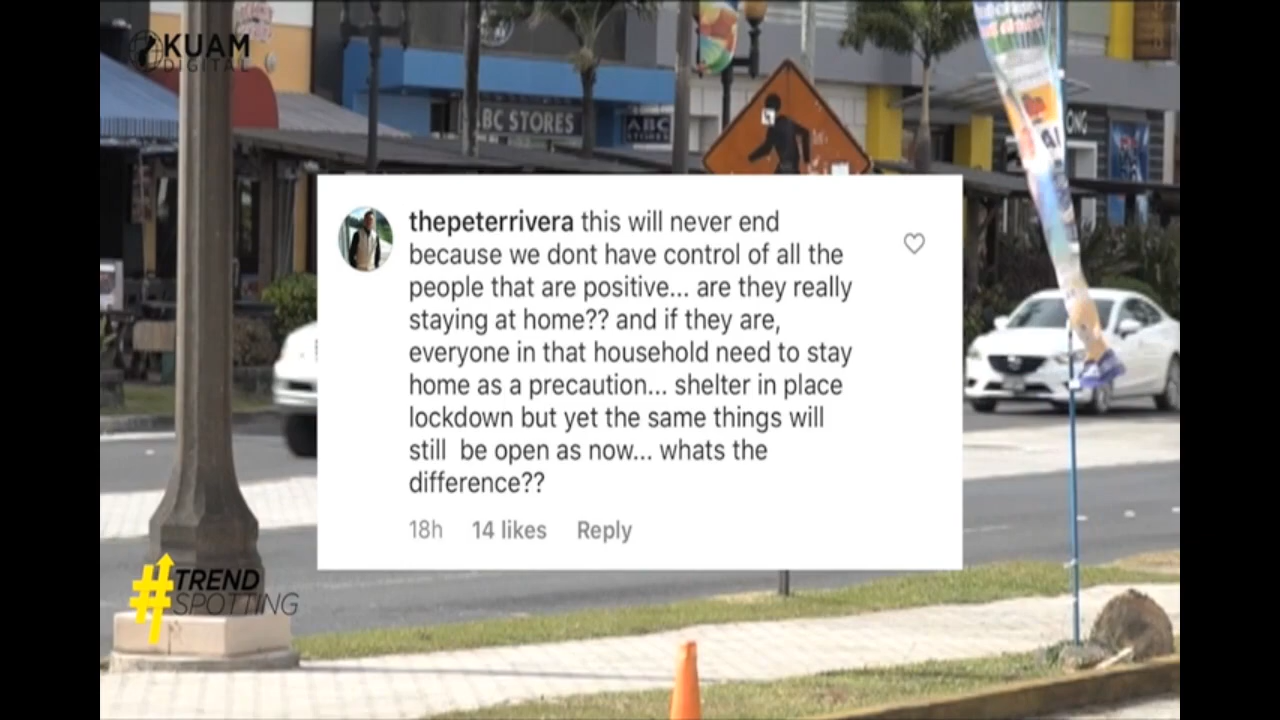 KUAM
DIGITAL
BC STORES
ABC
thepeterrivera this will never end
because we dont have control of all the
people that are positive... are they really
staying at home?? and if they are,
everyone in that household need to stay
home as a precaution... shelter in place
lockdown but yet the same things will
still be open as now... whats the
difference??
18h 14 likes Reply
#TREND
SPOTTING